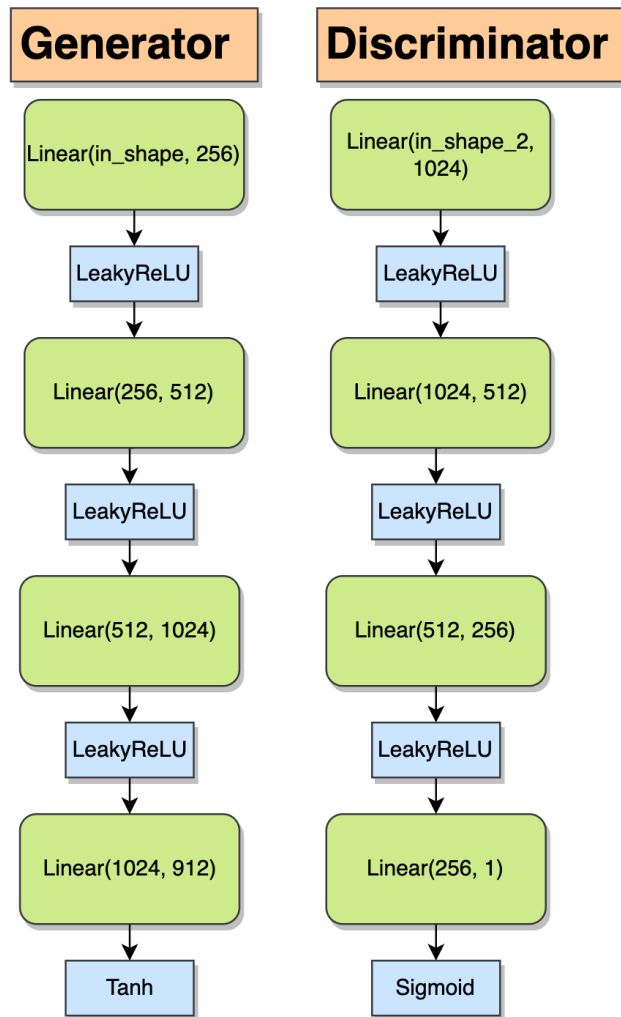 Generator
Linear(in_shape, 256)
LeakyReLU
Linear(256, 512)
LeakyReLU
Linear(512, 1024)
LeakyReLU
Linear(1024, 912)
Tanh
Discriminator
Linear(in_shape_2,
1024)
LeakyReLU
Linear(1024, 512)
LeakyReLU
Linear(512, 256)
LeakyReLU
Linear(256, 1)
Sigmoid